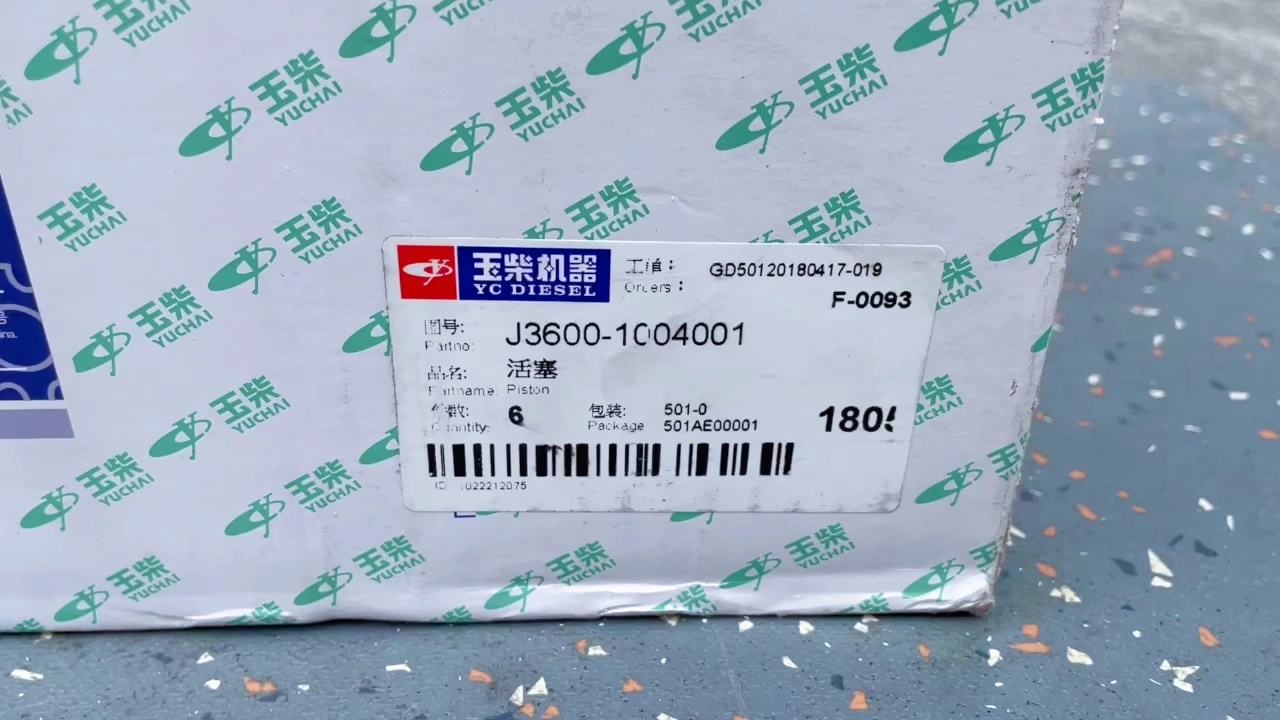 玉柴
YUCHAI
玉柴机器
YC DIESEL
工单:
Orders:
GD50120180417-019
F-0093
图号:
Partno:
J3600-1004001
品名:
Partname:
活塞
Piston
件数:
Quantity:
6
包装:
Package
501-0
501AE00001
1805
ID
1022212075